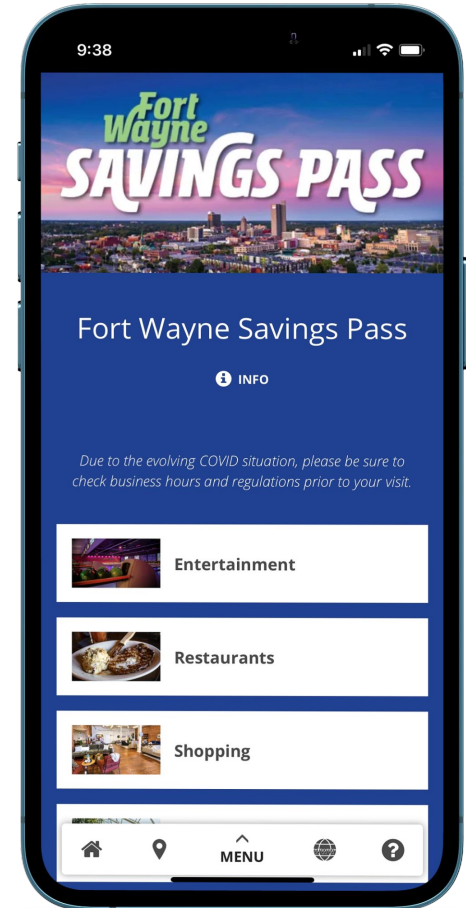 9:38
Fort
Wayne
SAVINGS PASS
Fort Wayne Savings Pass
INFO
Due to the evolving COVID situation, please be sure to
check business hours and regulations prior to your visit.
Entertainment
Restaurants
Shopping
MENU